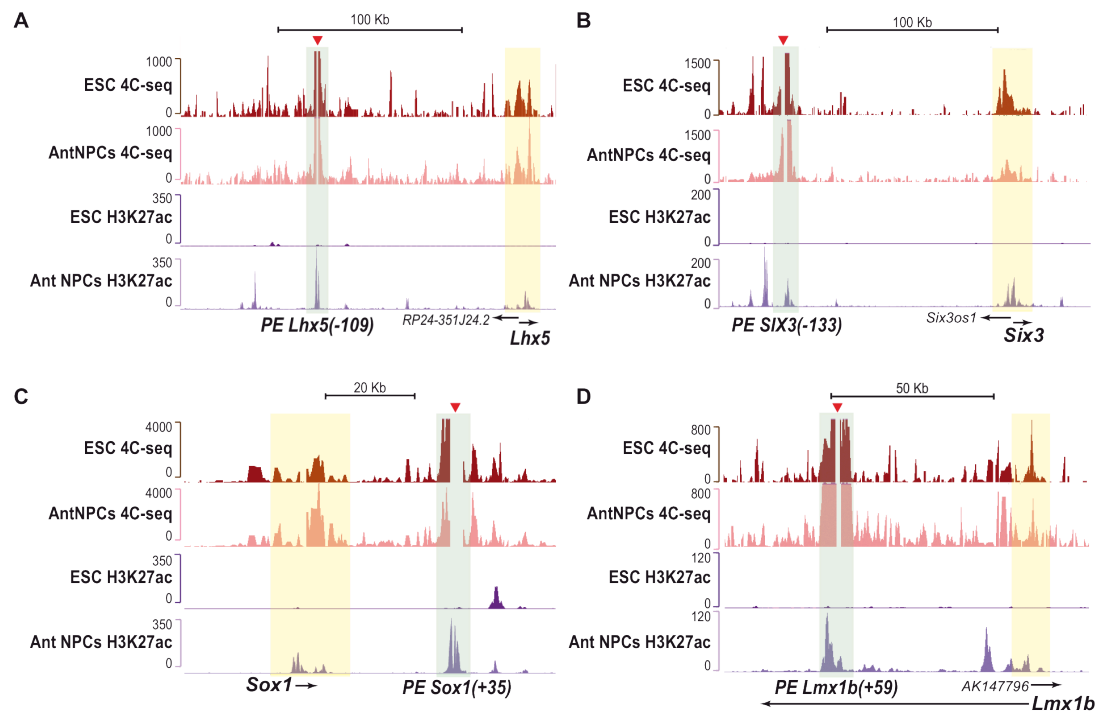 A
100 Kb
ESC 4C-seq
1000
0
AntNPCs 4C-seq
1000
0
ESC H3K27ac
350
0
Ant NPCs H3K27ac
350
0
PE Lhx5(-109)
RP24-351J24.2
Lhx5
B
100 Kb
ESC 4C-seq
1500
0
AntNPCs 4C-seq
1500
0
ESC H3K27ac
200
0
Ant NPCs H3K27ac
200
0
PE SIX3(-133)
Six3os1
Six3
C
20 Kb
ESC 4C-seq
4000
0
AntNPCs 4C-seq
4000
0
ESC H3K27ac
350
0
Ant NPCs H3K27ac
350
0
Sox1
PE Sox1(+35)
D
50 Kb
ESC 4C-seq
800
0
AntNPCs 4C-seq
800
0
ESC H3K27ac
120
0
Ant NPCs H3K27ac
120
0
PE Lmx1b(+59)
AK147796
Lmx1b